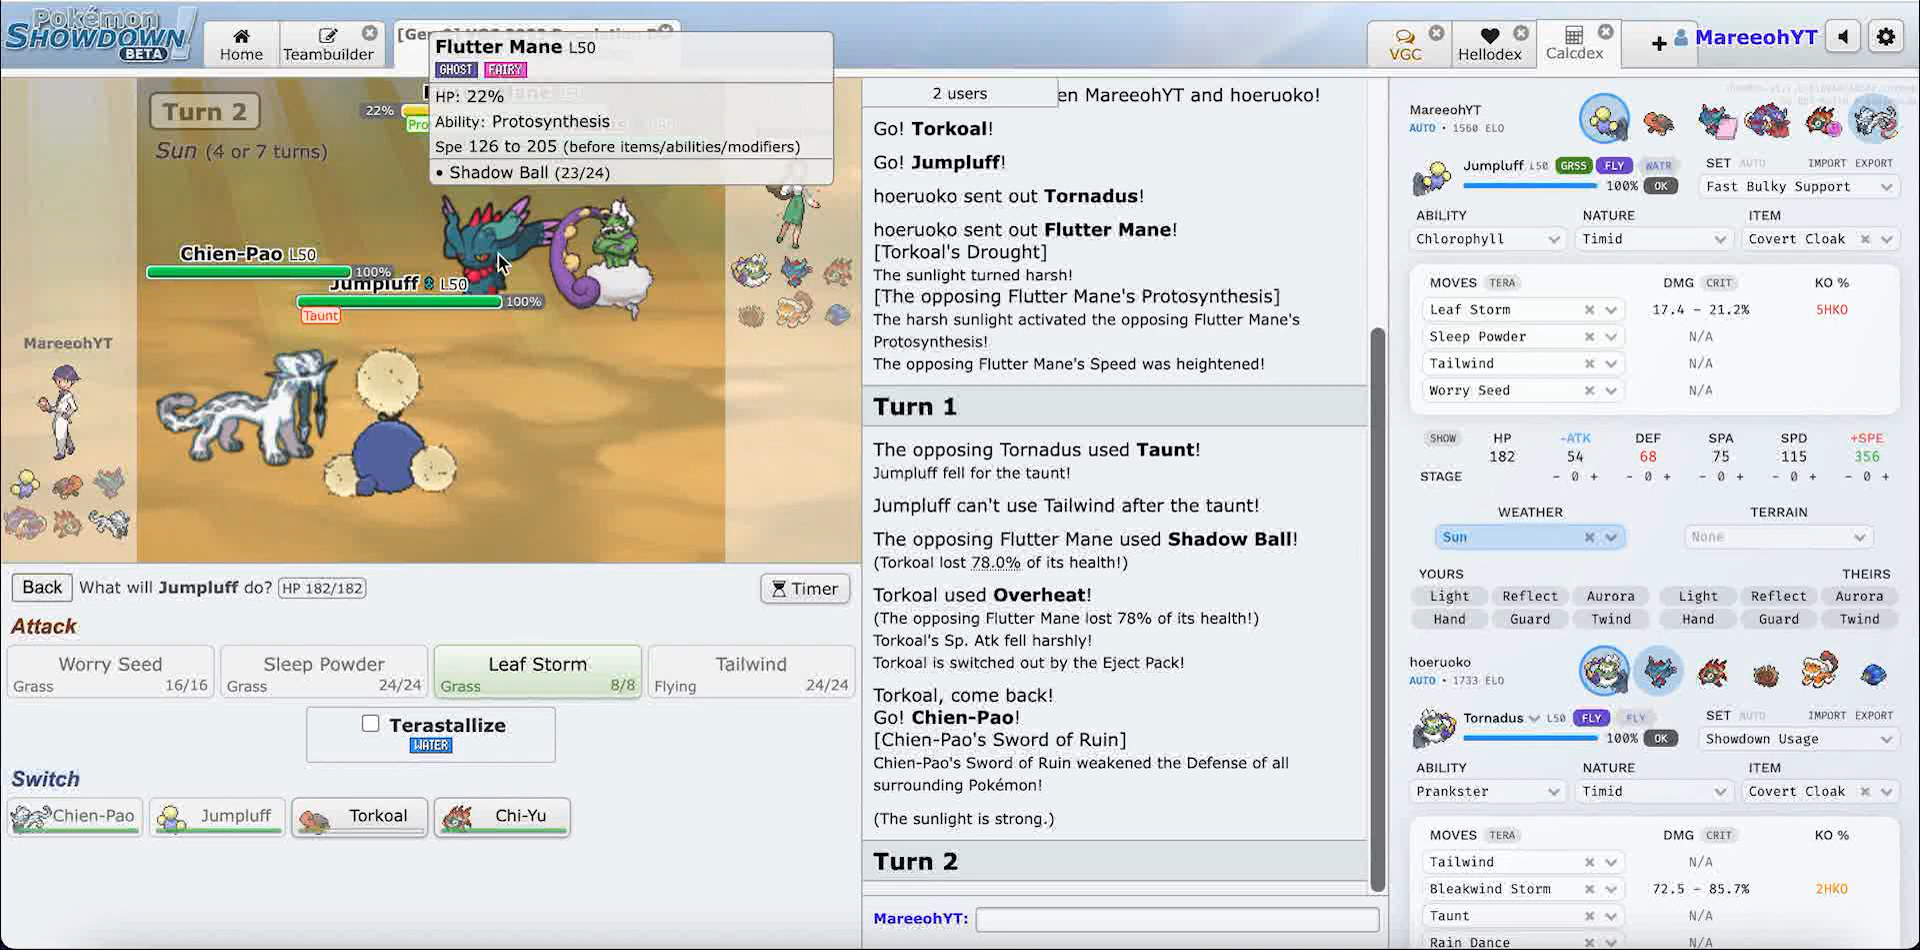 Pokémon
SHOWDOWN!
BETA
Home
Teambuilder
[Gen
VGC
Hellodex
Calcdex
MareeohYT
Flutter Mane L50
GHOST FAIRY
HP: 22%
Ability: Protosynthesis
Spe 126 to 205 (before items/abilities/modifiers)
• Shadow Ball (23/24)
Turn 2
Sun (4 or 7 turns)
22%
Pro
Chien-Pao L50
100%
Jumpluff L50
100%
Taunt
MareeohYT
Back What will Jumpluff do? HP 182/182
Timer
Attack
Worry Seed
Grass 16/16
Sleep Powder
Grass 24/24
Leaf Storm
Grass 8/8
Tailwind
Flying 24/24
Terastallize
WATER
Switch
Chien-Pao
Jumpluff
Torkoal
Chi-Yu
2 users
en MareeohYT and hoeruoko!
Go! Torkoal!
Go! Jumpluff!
hoeruoko sent out Tornadus!
hoeruoko sent out Flutter Mane!
[Torkoal's Drought]
The sunlight turned harsh!
[The opposing Flutter Mane's Protosynthesis]
The harsh sunlight activated the opposing Flutter Mane's
Protosynthesis!
The opposing Flutter Mane's Speed was heightened!
Turn 1
The opposing Tornadus used Taunt!
Jumpluff fell for the taunt!
Jumpluff can't use Tailwind after the taunt!
The opposing Flutter Mane used Shadow Ball!
(Torkoal lost 78.0% of its health!)
Torkoal used Overheat!
(The opposing Flutter Mane lost 78% of its health!)
Torkoal's Sp. Atk fell harshly!
Torkoal is switched out by the Eject Pack!
Torkoal, come back!
Go! Chien-Pao!
[Chien-Pao's Sword of Ruin]
Chien-Pao's Sword of Ruin weakened the Defense of all
surrounding Pokémon!
(The sunlight is strong.)
Turn 2
MareeohYT:
MareeohYT
AUTO • 1560 ELO
Jumpluff L50 GRSS FLY WATR
100% OK
SET AUTO IMPORT EXPORT
Fast Bulky Support
ABILITY NATURE ITEM
Chlorophyll Timid Covert Cloak
MOVES TERA DMG CRIT KO %
Leaf Storm 17.4 - 21.2% 5HKO
Sleep Powder N/A
Tailwind N/A
Worry Seed N/A
SHOW HP -ATK DEF SPA SPD +SPE
182 54 68 75 115 356
STAGE - 0 + - 0 + - 0 + - 0 + - 0 +
WEATHER TERRAIN
Sun None
YOURS THEIRS
Light Reflect Aurora Light Reflect Aurora
Hand Guard Twind Hand Guard Twind
hoeruoko
AUTO • 1733 ELO
Tornadus L50 FLY FLY
100% OK
SET AUTO IMPORT EXPORT
Showdown Usage
ABILITY NATURE ITEM
Prankster Timid Covert Cloak
MOVES TERA DMG CRIT KO %
Tailwind N/A
Bleakwind Storm 72.5 - 85.7% 2HKO
Taunt N/A
Rain Dance N/A